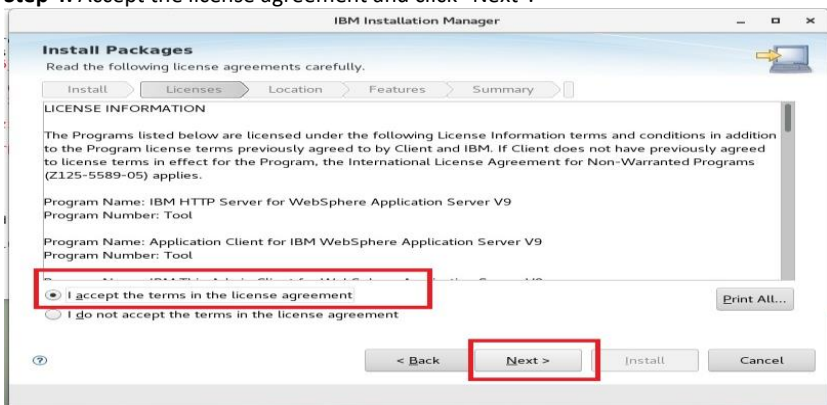 Step 4: Accept the license agreement and click "Next".
IBM Installation Manager
Install Packages
Read the following license agreements carefully.
Install Licenses Location Features Summary
LICENSE INFORMATION
The Programs listed below are licensed under the following License Information terms and conditions in addition
to the Program license terms previously agreed to by Client and IBM. If Client does not have previously agreed
to license terms in effect for the Program, the International License Agreement for Non-Warranted Programs
(Z125-5589-05) applies.
Program Name: IBM HTTP Server for WebSphere Application Server V9
Program Number: Tool
Program Name: Application Client for IBM WebSphere Application Server V9
Program Number: Tool
I accept the terms in the license agreement
Print All...
I do not accept the terms in the license agreement
< Back Next > Install Cancel